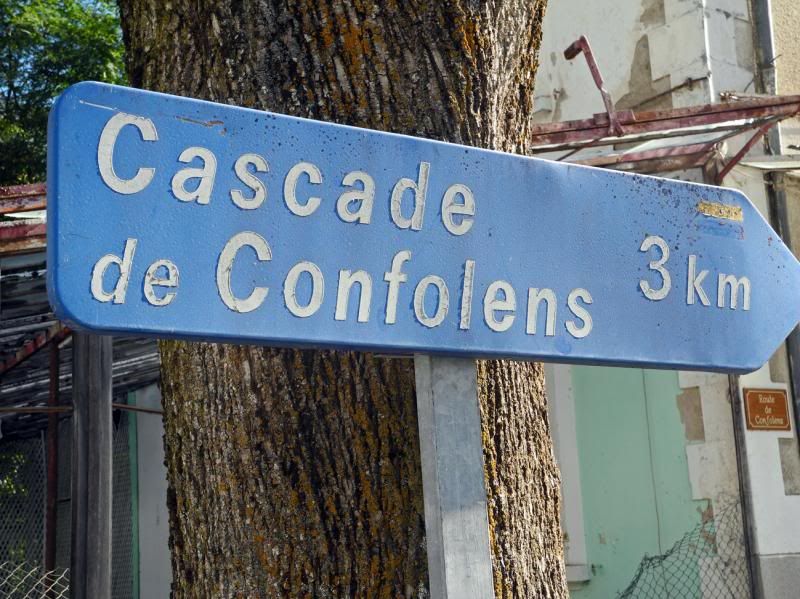 Cascade
de Confolens 3 km
Route
de
Confolens